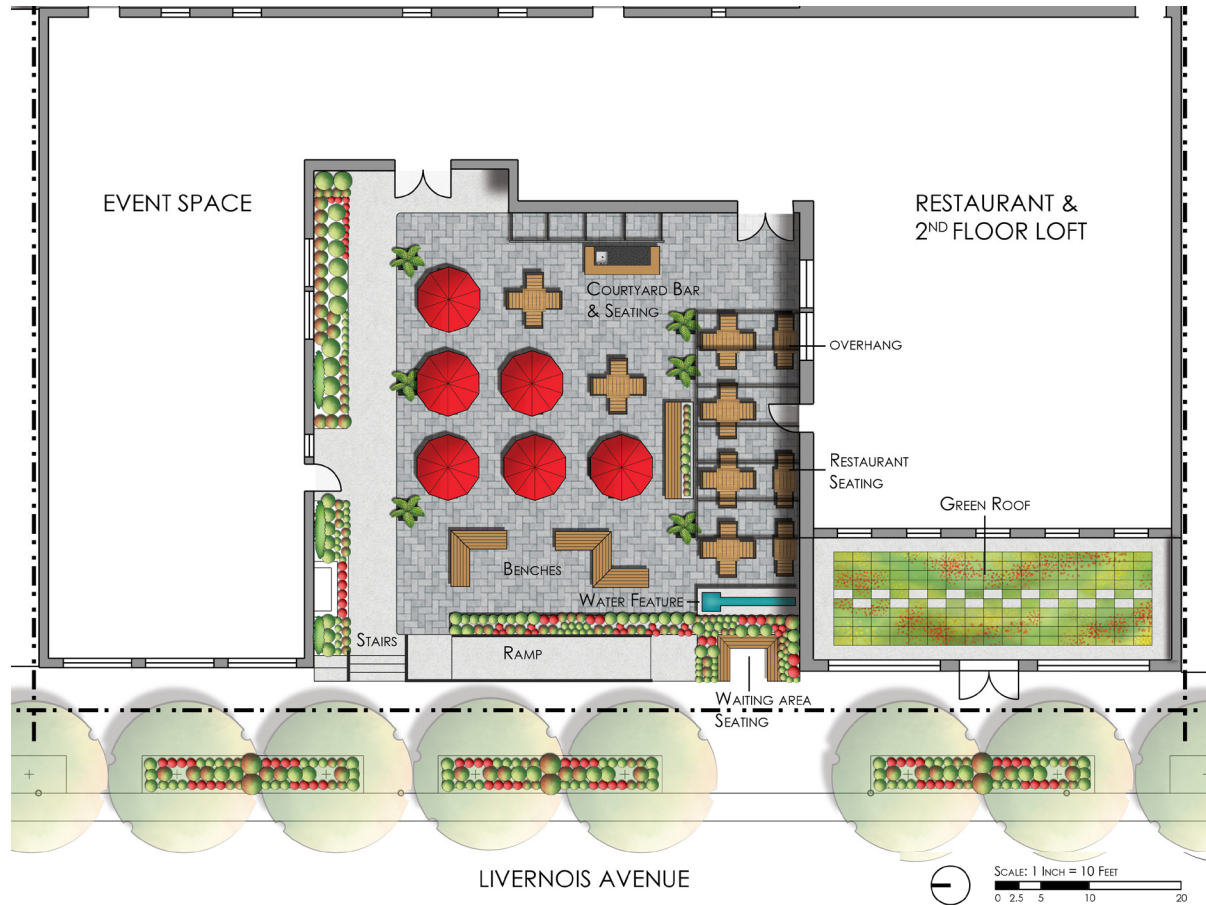 EVENT SPACE
RESTAURANT &
2ND FLOOR LOFT
COURTYARD BAR
& SEATING
OVERHANG
RESTAURANT
SEATING
GREEN ROOF
BENCHES
WATER FEATURE
STAIRS
RAMP
WAITING AREA
SEATING
LIVERNOIS AVENUE
SCALE: 1 INCH = 10 FEET
0 2.5 5 10 20